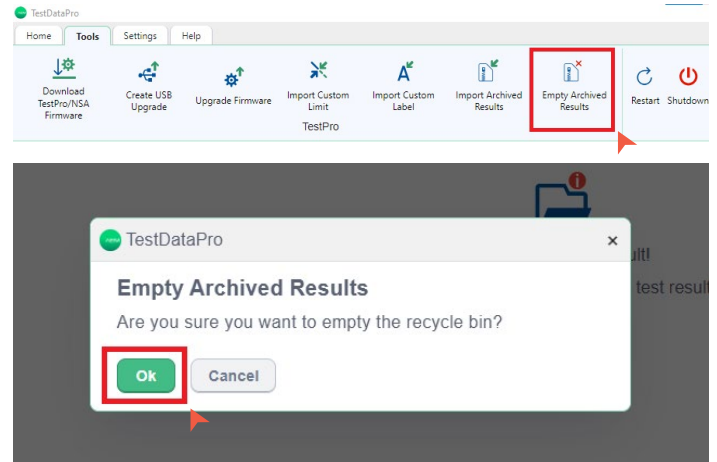 TestDataPro
Home Tools Settings Help
Download
TestPro/NSA
Firmware
Create USB
Upgrade
Upgrade Firmware
Import Custom
Limit
Import Custom
Label
Import Archived
Results
Empty Archived
Results
Restart
Shutdown
TestPro
ult!
test result
TestDataPro
Empty Archived Results
Are you sure you want to empty the recycle bin?
Ok
Cancel